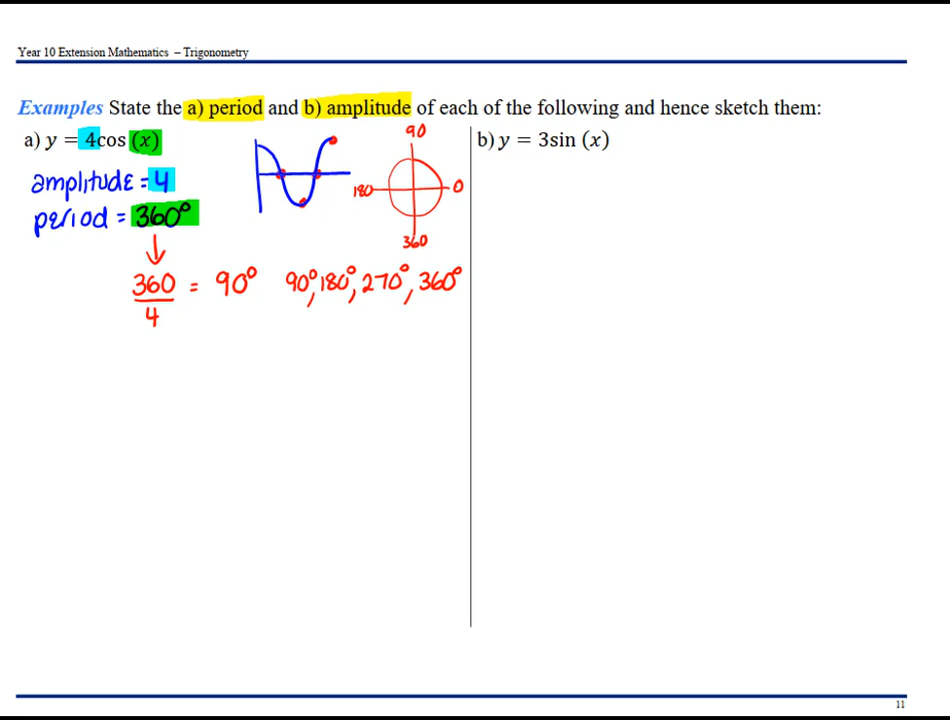 Year 10 Extension Mathematics – Trigonometry
Examples State the a) period and b) amplitude of each of the following and hence sketch them:
a) y = 4cos (x)
amplitude = 4
period = 360°
360/4 = 90° 90°, 180°, 270°, 360°
90
180 0
360
b) y = 3sin (x)
11